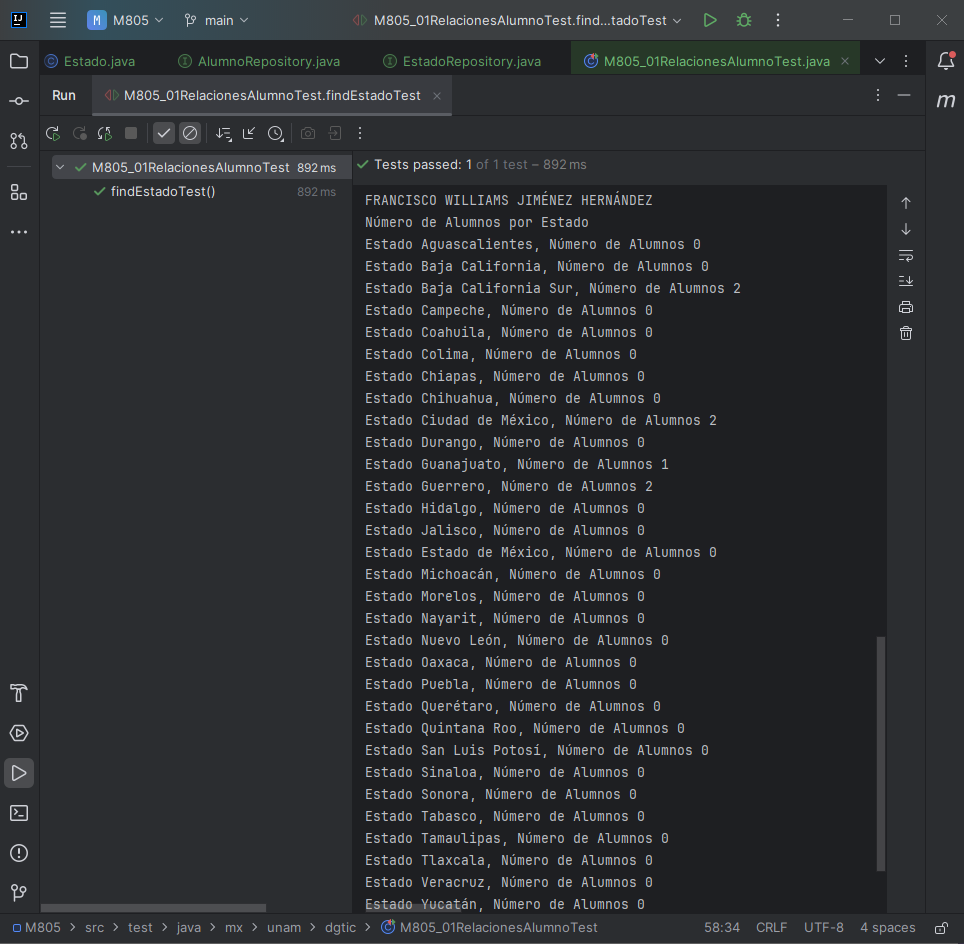 IJ M M805 main M805_01RelacionesAlumnoTest.find...tadoTest
C Estado.java I AlumnoRepository.java I EstadoRepository.java C M805_01RelacionesAlumnoTest.java
Run M805_01RelacionesAlumnoTest.findEstadoTest
m
M805_01RelacionesAlumnoTest 892 ms
findEstadoTest() 892 ms
Tests passed: 1 of 1 test – 892 ms
FRANCISCO WILLIAMS JIMÉNEZ HERNÁNDEZ
Número de Alumnos por Estado
Estado Aguascalientes, Número de Alumnos 0
Estado Baja California, Número de Alumnos 0
Estado Baja California Sur, Número de Alumnos 2
Estado Campeche, Número de Alumnos 0
Estado Coahuila, Número de Alumnos 0
Estado Colima, Número de Alumnos 0
Estado Chiapas, Número de Alumnos 0
Estado Chihuahua, Número de Alumnos 0
Estado Ciudad de México, Número de Alumnos 2
Estado Durango, Número de Alumnos 0
Estado Guanajuato, Número de Alumnos 1
Estado Guerrero, Número de Alumnos 2
Estado Hidalgo, Número de Alumnos 0
Estado Jalisco, Número de Alumnos 0
Estado Estado de México, Número de Alumnos 0
Estado Michoacán, Número de Alumnos 0
Estado Morelos, Número de Alumnos 0
Estado Nayarit, Número de Alumnos 0
Estado Nuevo León, Número de Alumnos 0
Estado Oaxaca, Número de Alumnos 0
Estado Puebla, Número de Alumnos 0
Estado Querétaro, Número de Alumnos 0
Estado Quintana Roo, Número de Alumnos 0
Estado San Luis Potosí, Número de Alumnos 0
Estado Sinaloa, Número de Alumnos 0
Estado Sonora, Número de Alumnos 0
Estado Tabasco, Número de Alumnos 0
Estado Tamaulipas, Número de Alumnos 0
Estado Tlaxcala, Número de Alumnos 0
Estado Veracruz, Número de Alumnos 0
Estado Yucatán, Número de Alumnos 0
M805 > src > test > java > mx > unam > dgtic > C M805_01RelacionesAlumnoTest 58:34 CRLF UTF-8 4 spaces